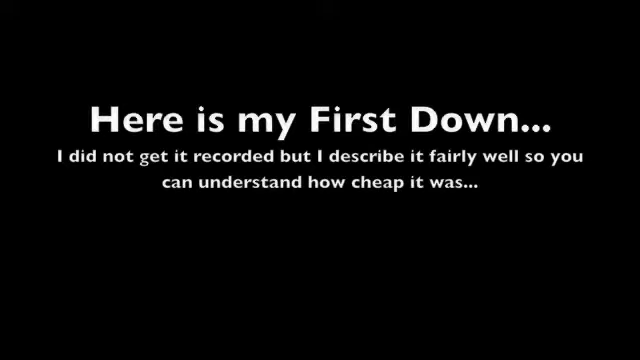 Here is my First Down...
I did not get it recorded but I describe it fairly well so you
can understand how cheap it was...